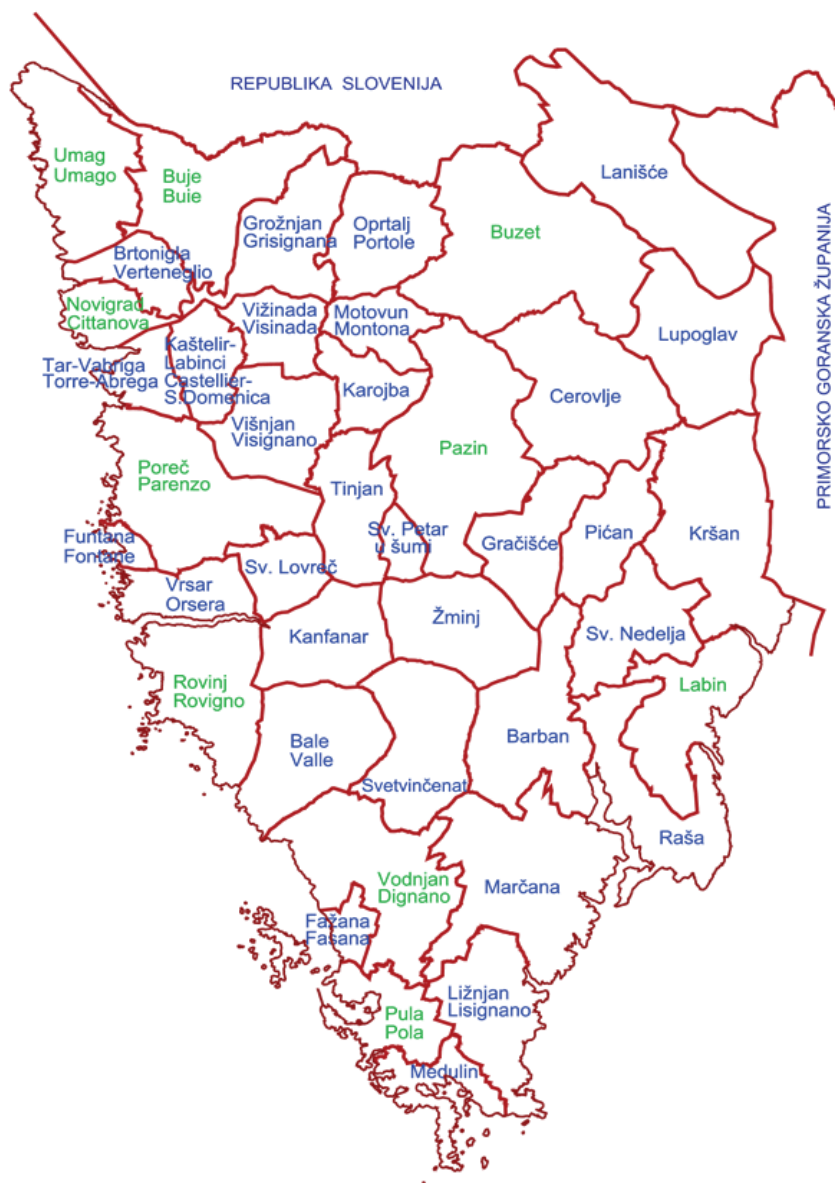 REPUBLIKA SLOVENIJA
Umag
Umago
Buje
Buie
Lanišće
Grožnjan
Grisignana
Oprtalj
Portole
Buzet
Brtonigla
Verteneglio
Novigrad
Cittanova
Vižinada
Visinada
Motovun
Montona
Lupoglav
PRIMORSKO GORANSKA ŽUPANIJA
Tar-Vabriga
Torre-Abrega
Kaštelir-
Labinci
Castellier-
S.Domenica
Karojba
Cerovlje
Višnjan
Visignano
Pazin
Poreč
Parenzo
Tinjan
Funtana
Fontane
Sv. Petar
u šumi
Gračišće
Pićan
Kršan
Vrsar
Orsera
Sv. Lovreč
Kanfanar
Žminj
Sv. Nedelja
Rovinj
Rovigno
Labin
Bale
Valle
Svetvinčenat
Barban
Raša
Vodnjan
Dignano
Marčana
Fažana
Fasana
Ližnjan
Lisignano
Pula
Pola
Medulin